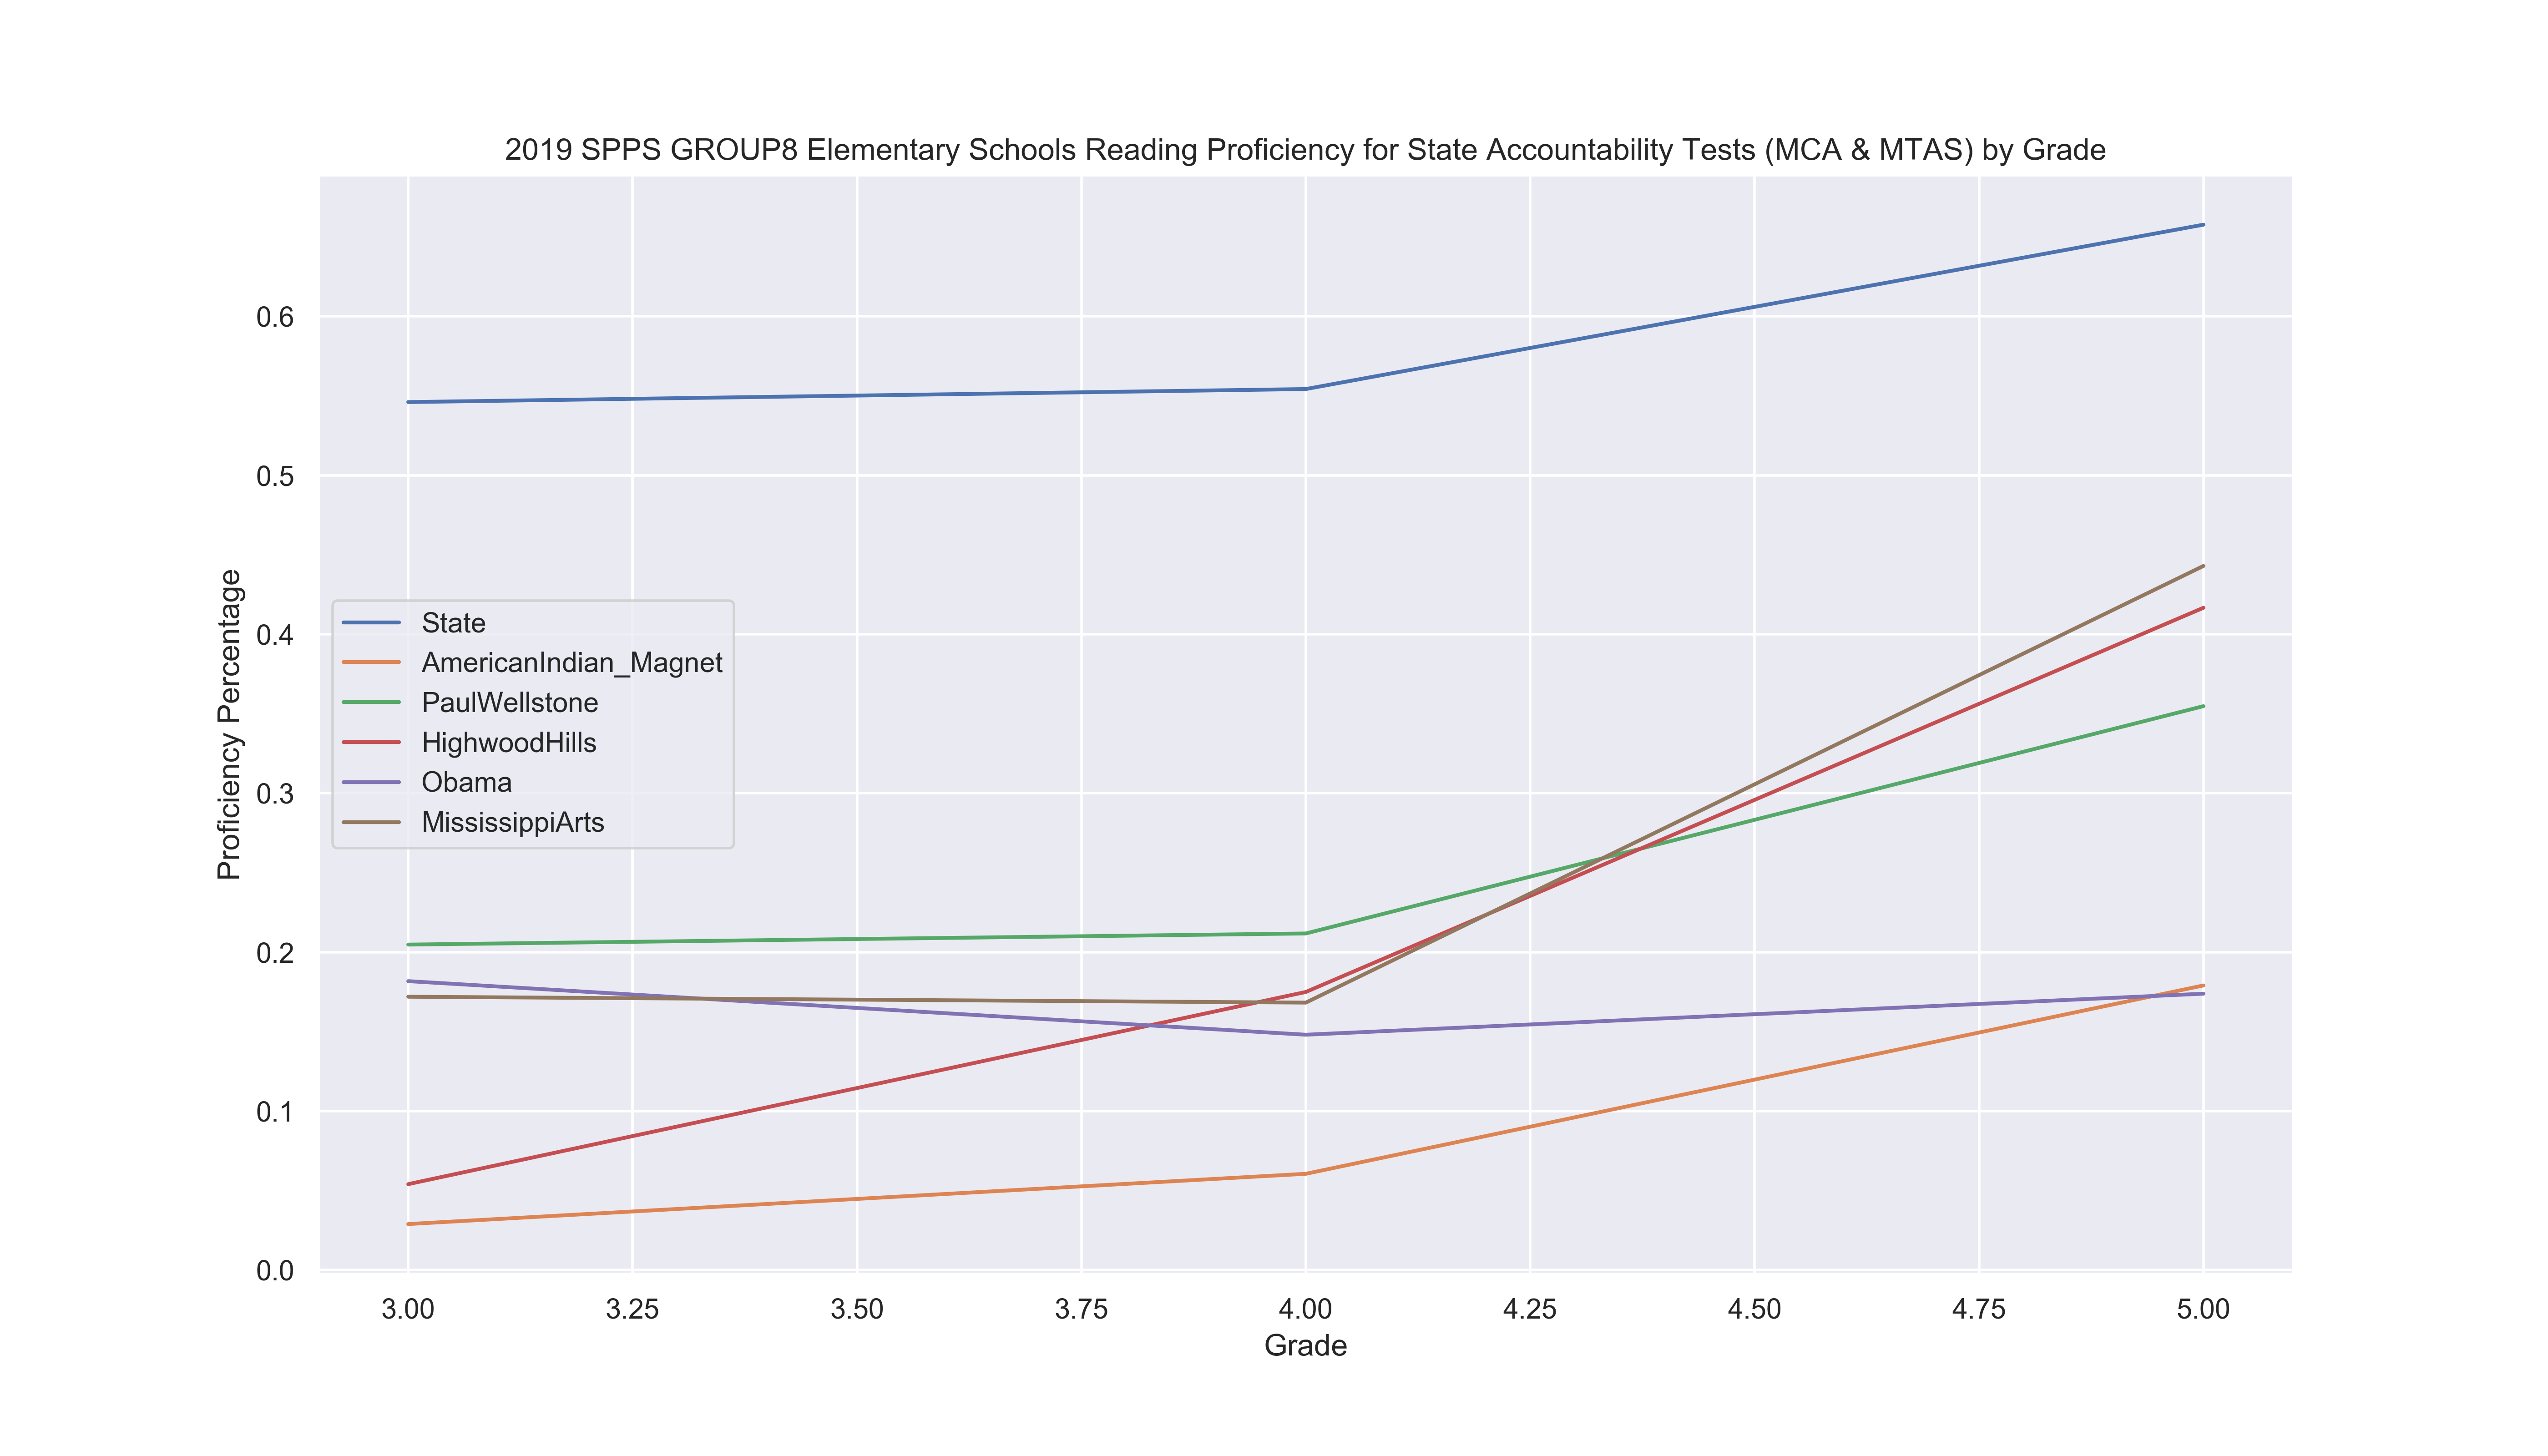 2019 SPPS GROUP8 Elementary Schools Reading Proficiency for State Accountability Tests (MCA & MTAS) by Grade
Proficiency Percentage
0.6
0.5
0.4
0.3
0.2
0.1
0.0
State
AmericanIndian_Magnet
PaulWellstone
HighwoodHills
Obama
MississippiArts
3.00 3.25 3.50 3.75 4.00 4.25 4.50 4.75 5.00
Grade